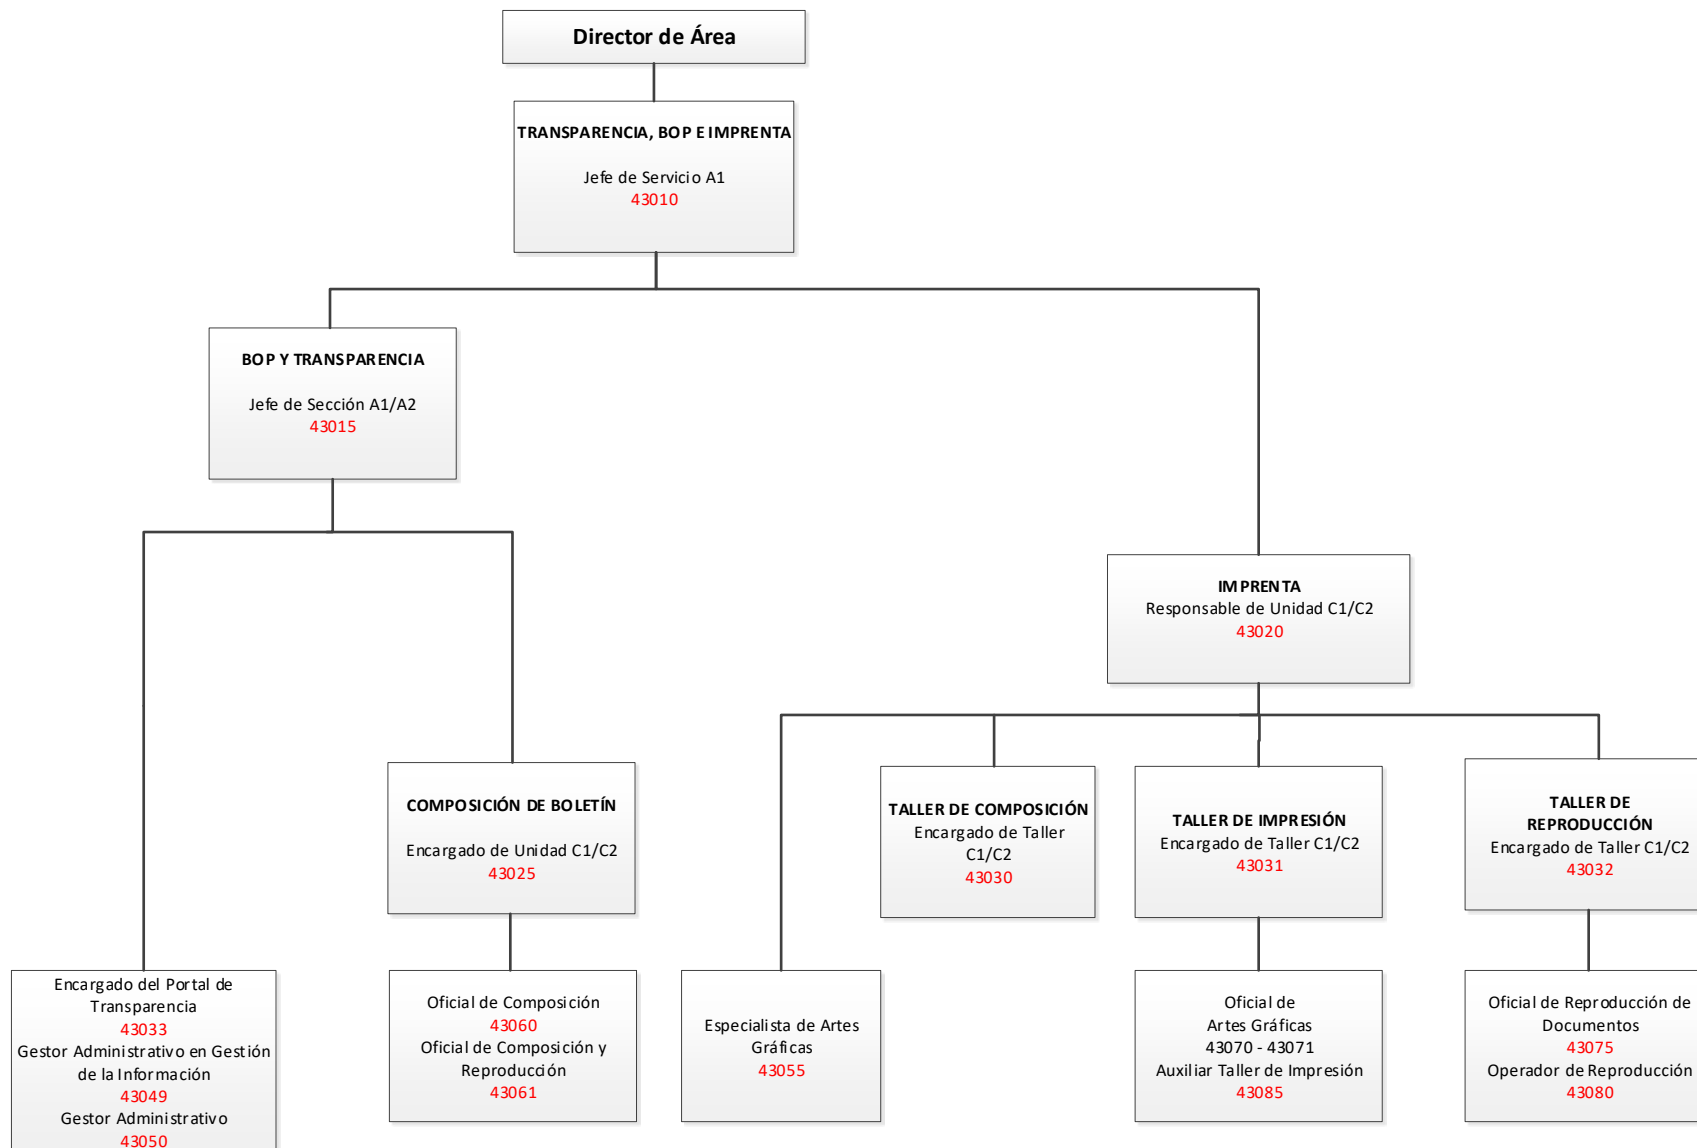 Director de Área
TRANSPARENCIA, BOP E IMPRENTA
Jefe de Servicio A1
43010
BOP Y TRANSPARENCIA
Jefe de Sección A1/A2
43015
IMPRENTA
Responsable de Unidad C1/C2
43020
COMPOSICIÓN DE BOLETÍN
Encargado de Unidad C1/C2
43025
TALLER DE COMPOSICIÓN
Encargado de Taller
C1/C2
43030
TALLER DE IMPRESIÓN
Encargado de Taller C1/C2
43031
TALLER DE
REPRODUCCIÓN
Encargado de Taller C1/C2
43032
Encargado del Portal de
Transparencia
43033
Gestor Administrativo en Gestión
de la Información
43049
Gestor Administrativo
43050
Oficial de Composición
43060
Oficial de Composición y
Reproducción
43061
Especialista de Artes
Gráficas
43055
Oficial de
Artes Gráficas
43070 - 43071
Auxiliar Taller de Impresión
43085
Oficial de Reproducción de
Documentos
43075
Operador de Reproducción
43080